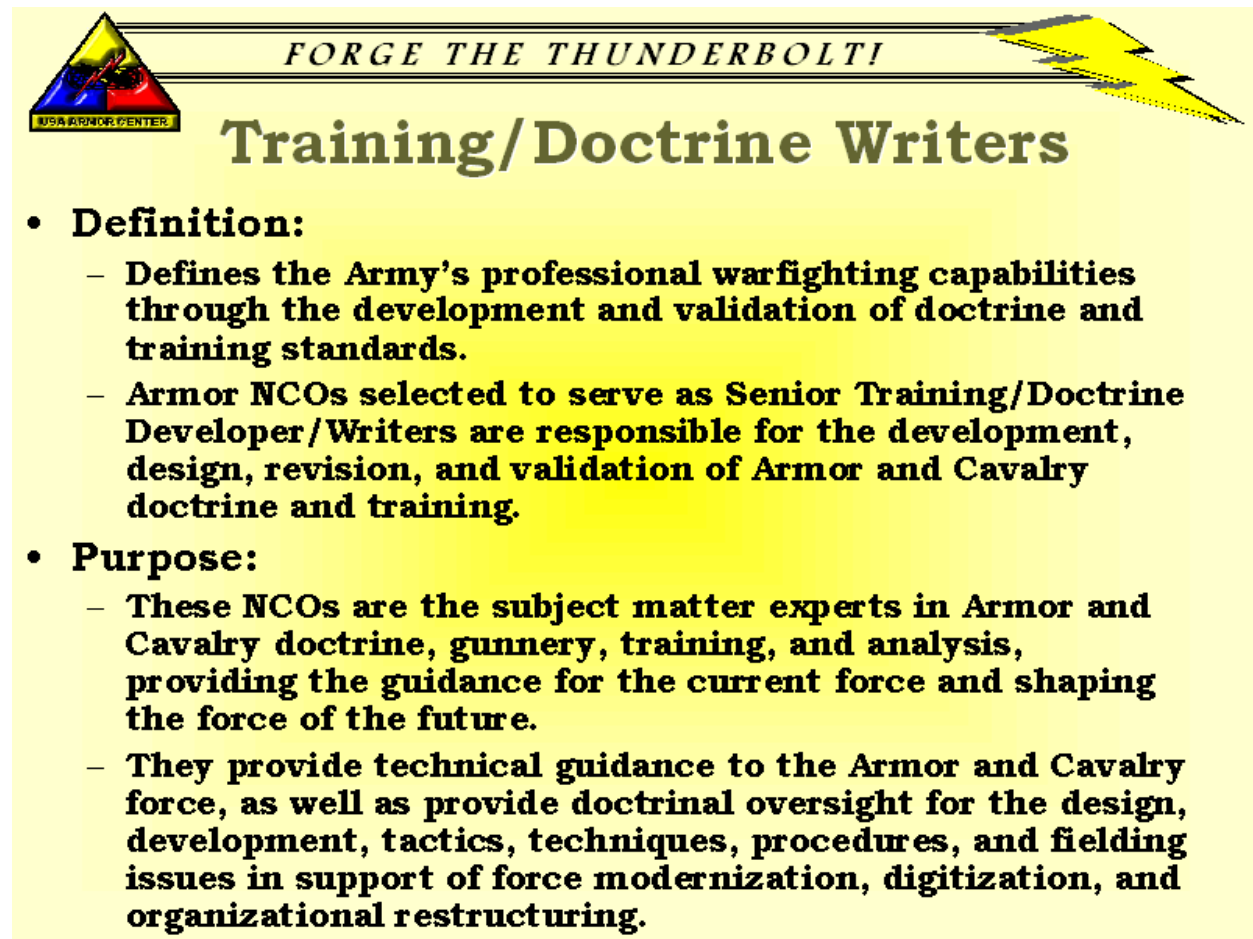 FORGE THE THUNDERBOLT!
USA ARMOR CENTER
Training/Doctrine Writers
• Definition:
– Defines the Army's professional warfighting capabilities
through the development and validation of doctrine and
training standards.
– Armor NCOs selected to serve as Senior Training/Doctrine
Developer/Writers are responsible for the development,
design, revision, and validation of Armor and Cavalry
doctrine and training.
• Purpose:
– These NCOs are the subject matter experts in Armor and
Cavalry doctrine, gunnery, training, and analysis,
providing the guidance for the current force and shaping
the force of the future.
– They provide technical guidance to the Armor and Cavalry
force, as well as provide doctrinal oversight for the design,
development, tactics, techniques, procedures, and fielding
issues in support of force modernization, digitization, and
organizational restructuring.